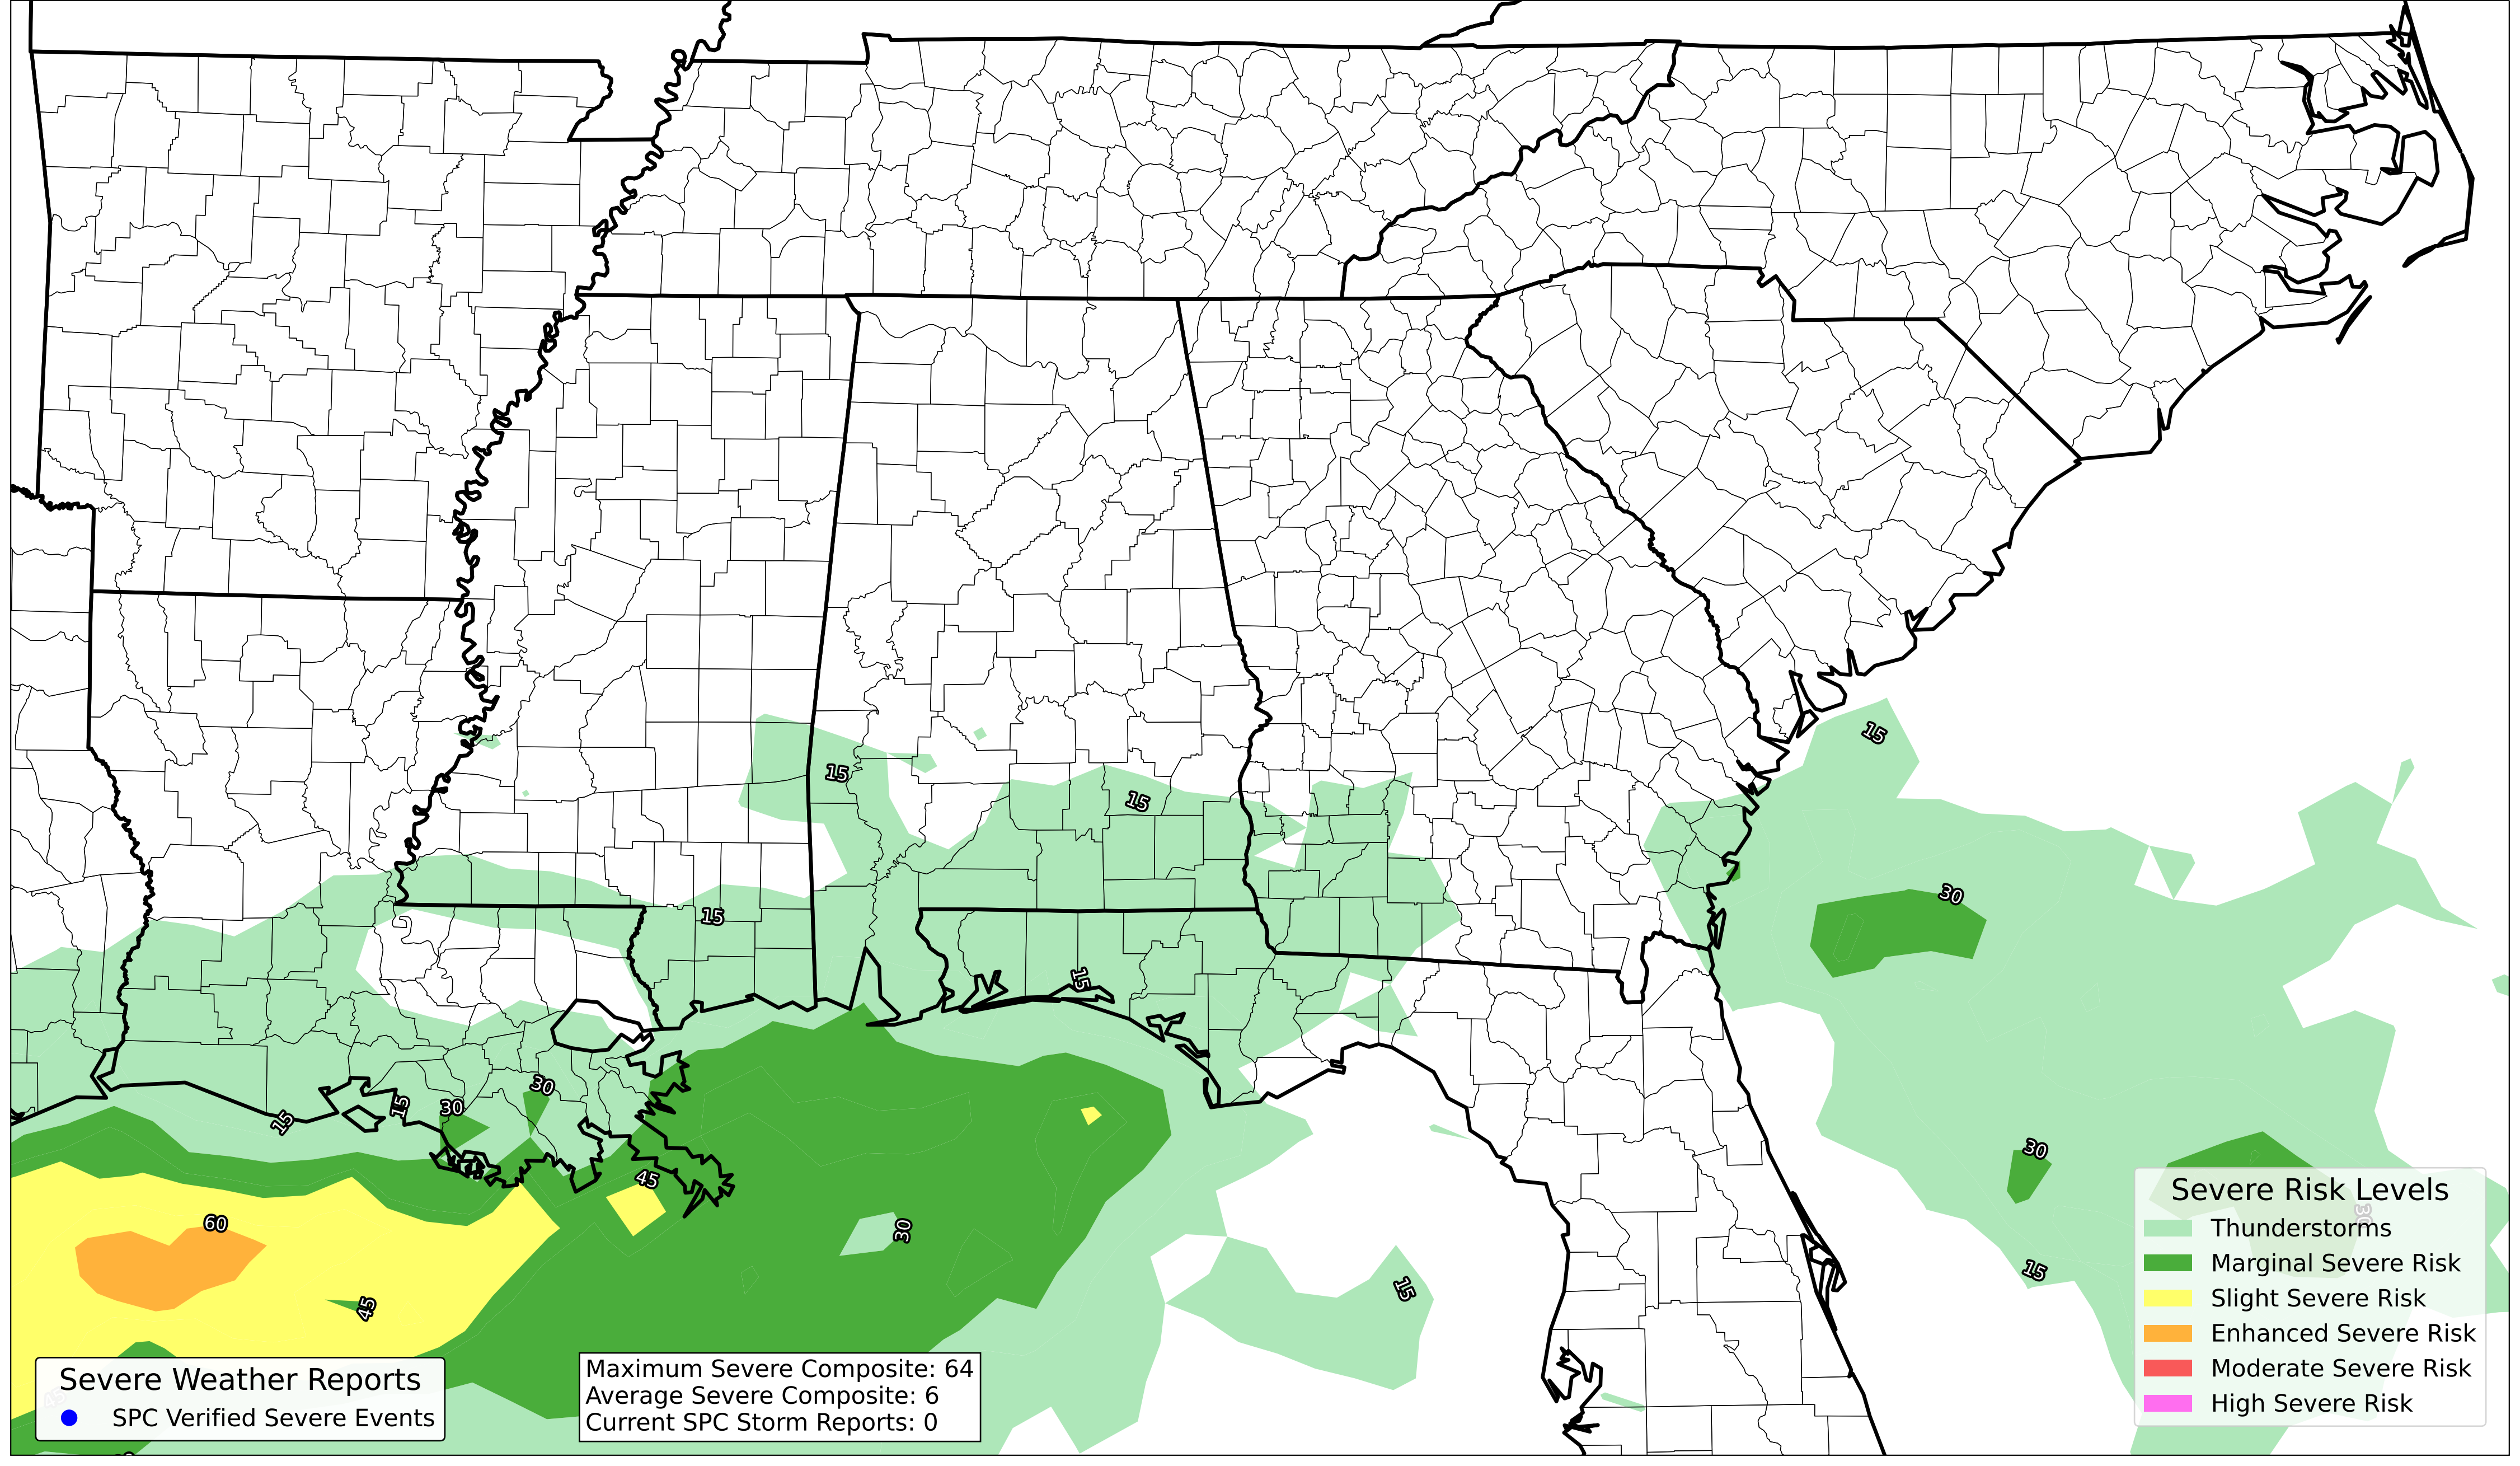 15
15
15
30
15
15
30
30
15
15
30
45
60
30
45
15
15
Severe Risk Levels
Thunderstorms
Marginal Severe Risk
Slight Severe Risk
Enhanced Severe Risk
Moderate Severe Risk
High Severe Risk
30
Severe Weather Reports
SPC Verified Severe Events
Maximum Severe Composite: 64
Average Severe Composite: 6
Current SPC Storm Reports: 0